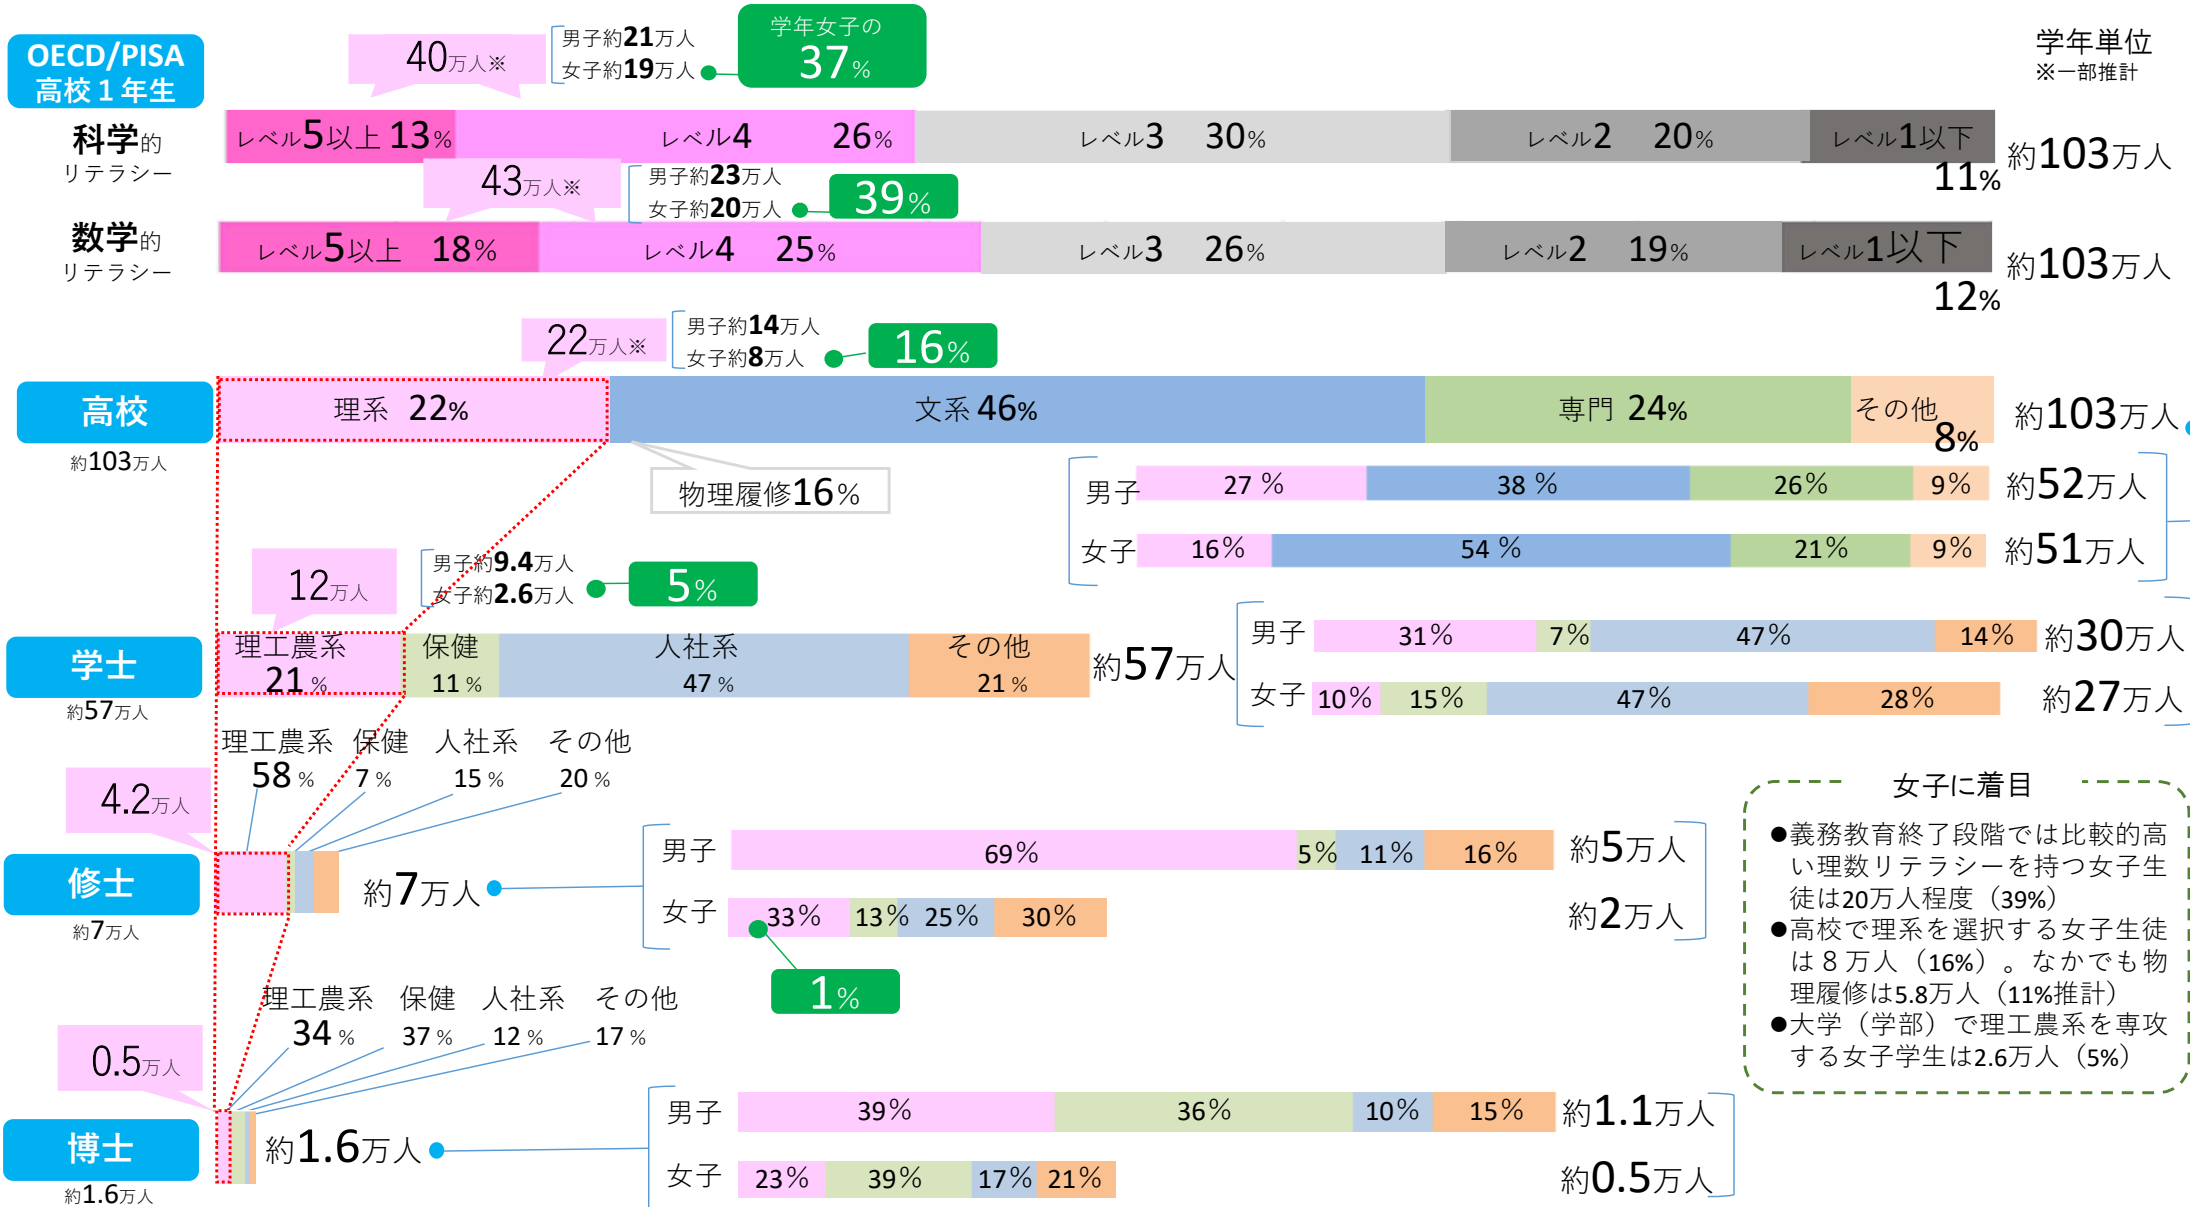 OECD/PISA
高校１年生
40万人※
男子約21万人
女子約19万人
学年女子の
37%
学年単位
※一部推計
科学的
リテラシー
レベル5以上 13%
レベル4 26%
レベル3 30%
レベル2 20%
レベル1以下
11%
約103万人
43万人※
男子約23万人
女子約20万人
39%
数学的
リテラシー
レベル5以上 18%
レベル4 25%
レベル3 26%
レベル2 19%
レベル1以下
12%
約103万人
22万人※
男子約14万人
女子約8万人
16%
高校
約103万人
理系 22%
文系 46%
専門 24%
その他
8%
約103万人
物理履修16%
男子
27 %
38 %
26%
9%
約52万人
女子
16%
54 %
21%
9%
約51万人
12万人
男子約9.4万人
女子約2.6万人
5%
学士
約57万人
理工農系
21 %
保健
11 %
人社系
47 %
その他
21 %
約57万人
男子
31%
7%
47%
14%
約30万人
女子
10%
15%
47%
28%
約27万人
理工農系
58 %
保健
7 %
人社系
15 %
その他
20 %
4.2万人
修士
約7万人
約7万人
男子
69%
5%
11%
16%
約5万人
女子
33%
13%
25%
30%
約2万人
1%
理工農系
34 %
保健
37 %
人社系
12 %
その他
17 %
0.5万人
博士
約1.6万人
約1.6万人
男子
39%
36%
10%
15%
約1.1万人
女子
23%
39%
17%
21%
約0.5万人
女子に着目
●義務教育終了段階では比較的高
い理数リテラシーを持つ女子生
徒は20万人程度（39%）
●高校で理系を選択する女子生徒
は８万人（16%）。なかでも物
理履修は5.8万人（11%推計）
●大学（学部）で理工農系を専攻
する女子学生は2.6万人（5%）